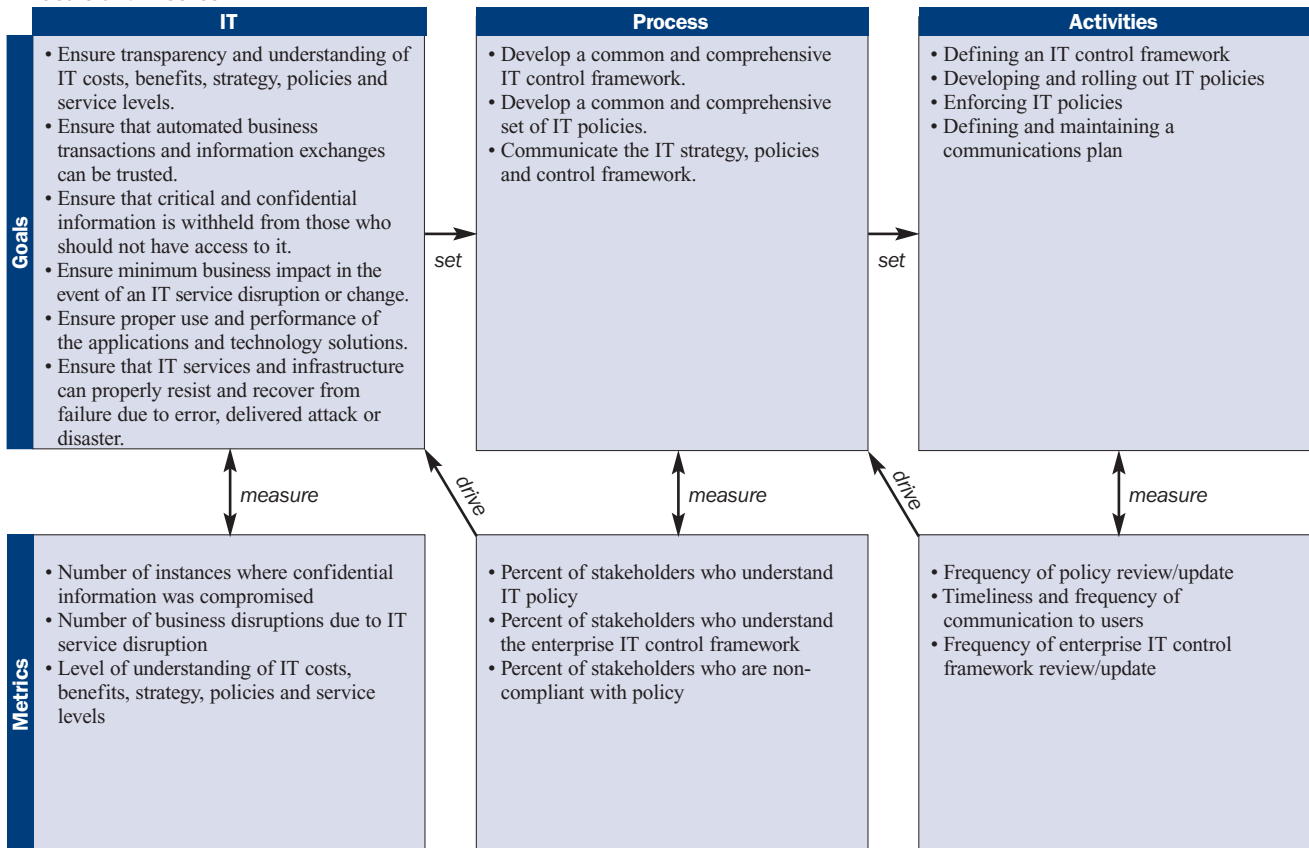 IT
Process
Activities
Goals
• Ensure transparency and understanding of
IT costs, benefits, strategy, policies and
service levels.
• Ensure that automated business
transactions and information exchanges
can be trusted.
• Ensure that critical and confidential
information is withheld from those who
should not have access to it.
• Ensure minimum business impact in the
event of an IT service disruption or change.
• Ensure proper use and performance of
the applications and technology solutions.
• Ensure that IT services and infrastructure
can properly resist and recover from
failure due to error, delivered attack or
disaster.
set
• Develop a common and comprehensive
IT control framework.
• Develop a common and comprehensive
set of IT policies.
• Communicate the IT strategy, policies
and control framework.
set
• Defining an IT control framework
• Developing and rolling out IT policies
• Enforcing IT policies
• Defining and maintaining a
communications plan
measure
drive
measure
drive
measure
Metrics
• Number of instances where confidential
information was compromised
• Number of business disruptions due to IT
service disruption
• Level of understanding of IT costs,
benefits, strategy, policies and service
levels
• Percent of stakeholders who understand
IT policy
• Percent of stakeholders who understand
the enterprise IT control framework
• Percent of stakeholders who are non-
compliant with policy
• Frequency of policy review/update
• Timeliness and frequency of
communication to users
• Frequency of enterprise IT control
framework review/update